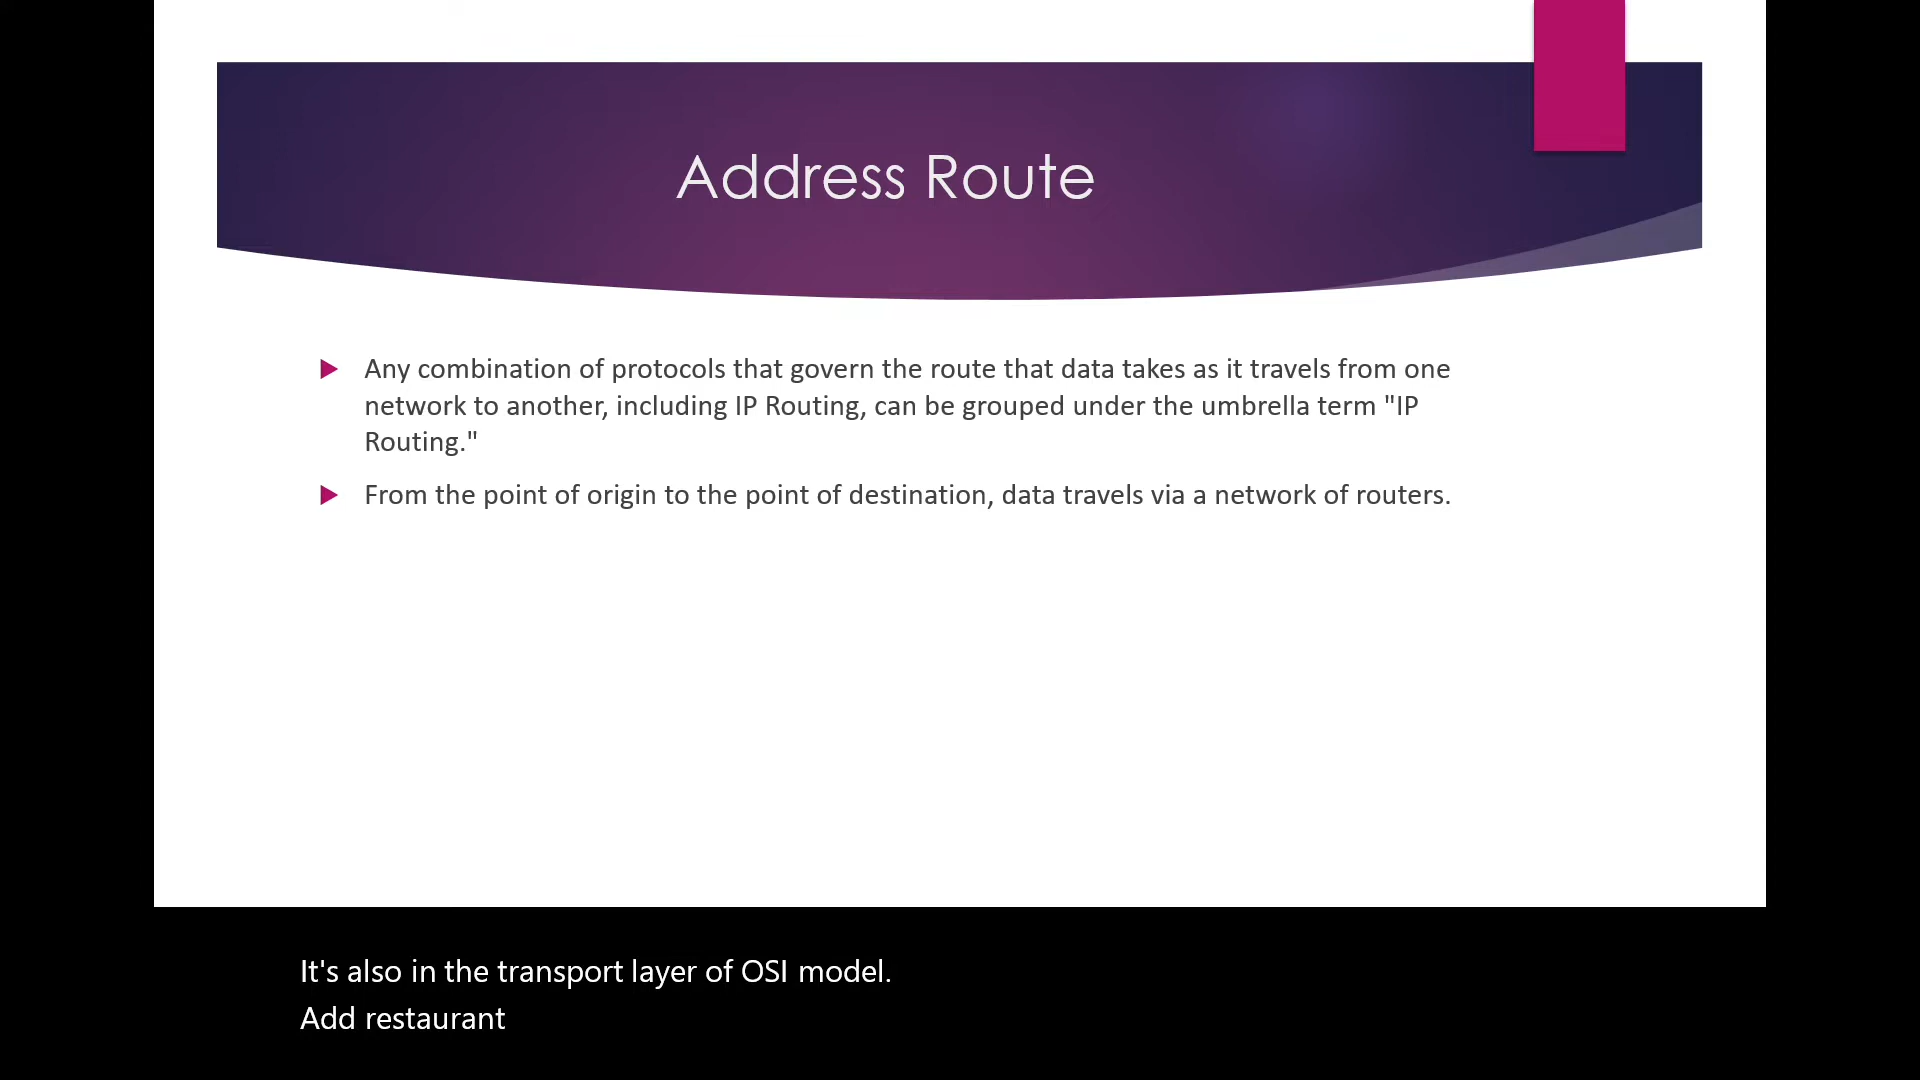 Address Route
Any combination of protocols that govern the route that data takes as it travels from one
network to another, including IP Routing, can be grouped under the umbrella term "IP
Routing."
From the point of origin to the point of destination, data travels via a network of routers.
It's also in the transport layer of OSI model.
Add restaurant